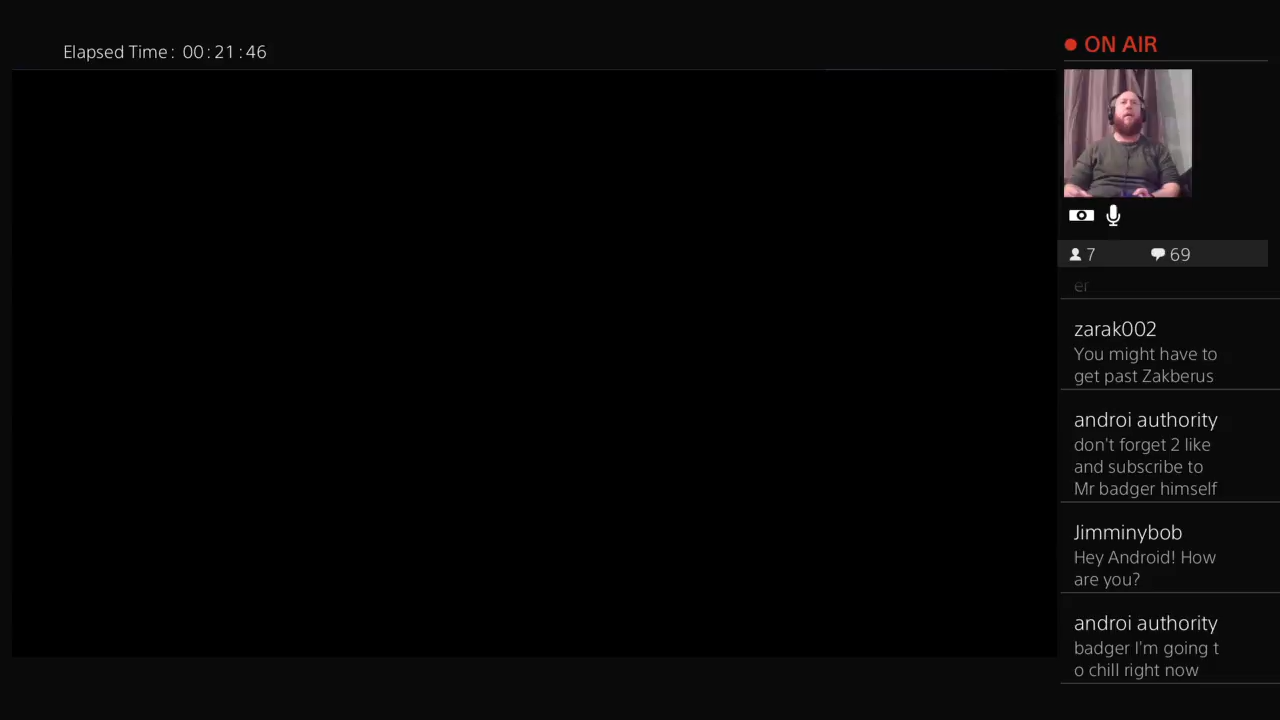 Elapsed Time: 00:21:46
ON AIR
7 69
er
zarak002
You might have to
get past Zakberus
androi authority
don't forget 2 like
and subscribe to
Mr badger himself
Jimminybob
Hey Android! How
are you?
androi authority
badger I'm going t
o chill right now